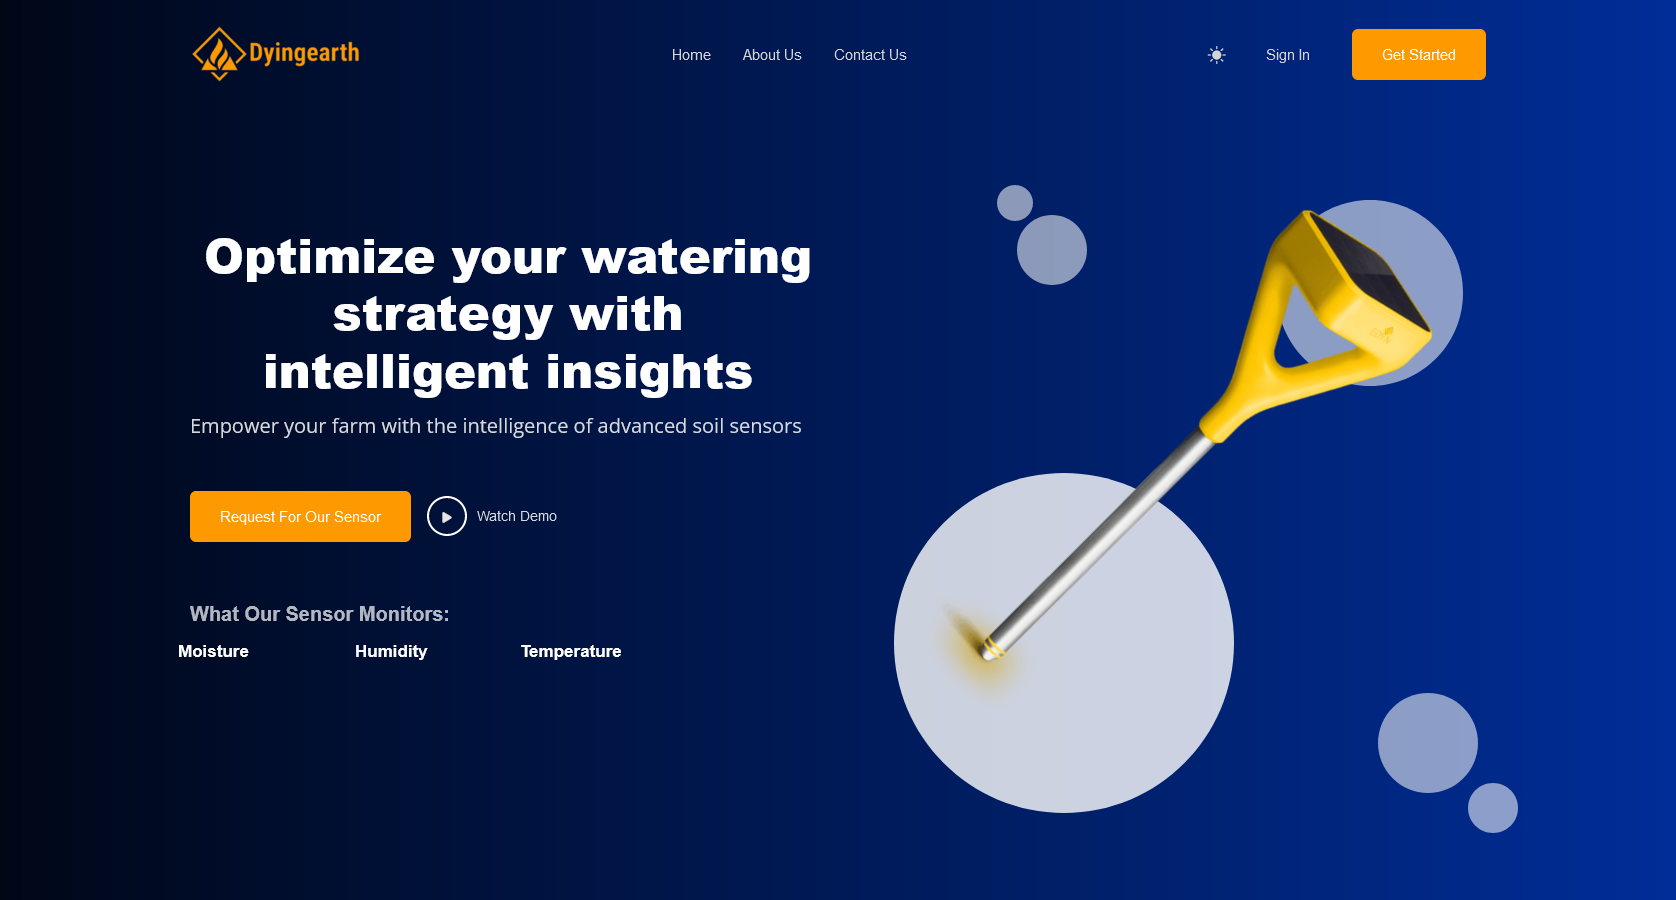 Dyingearth
Home
About Us
Contact Us
Sign In
Get Started
Optimize your watering
strategy with
intelligent insights
Empower your farm with the intelligence of advanced soil sensors
Request For Our Sensor
Watch Demo
What Our Sensor Monitors:
Moisture
Humidity
Temperature